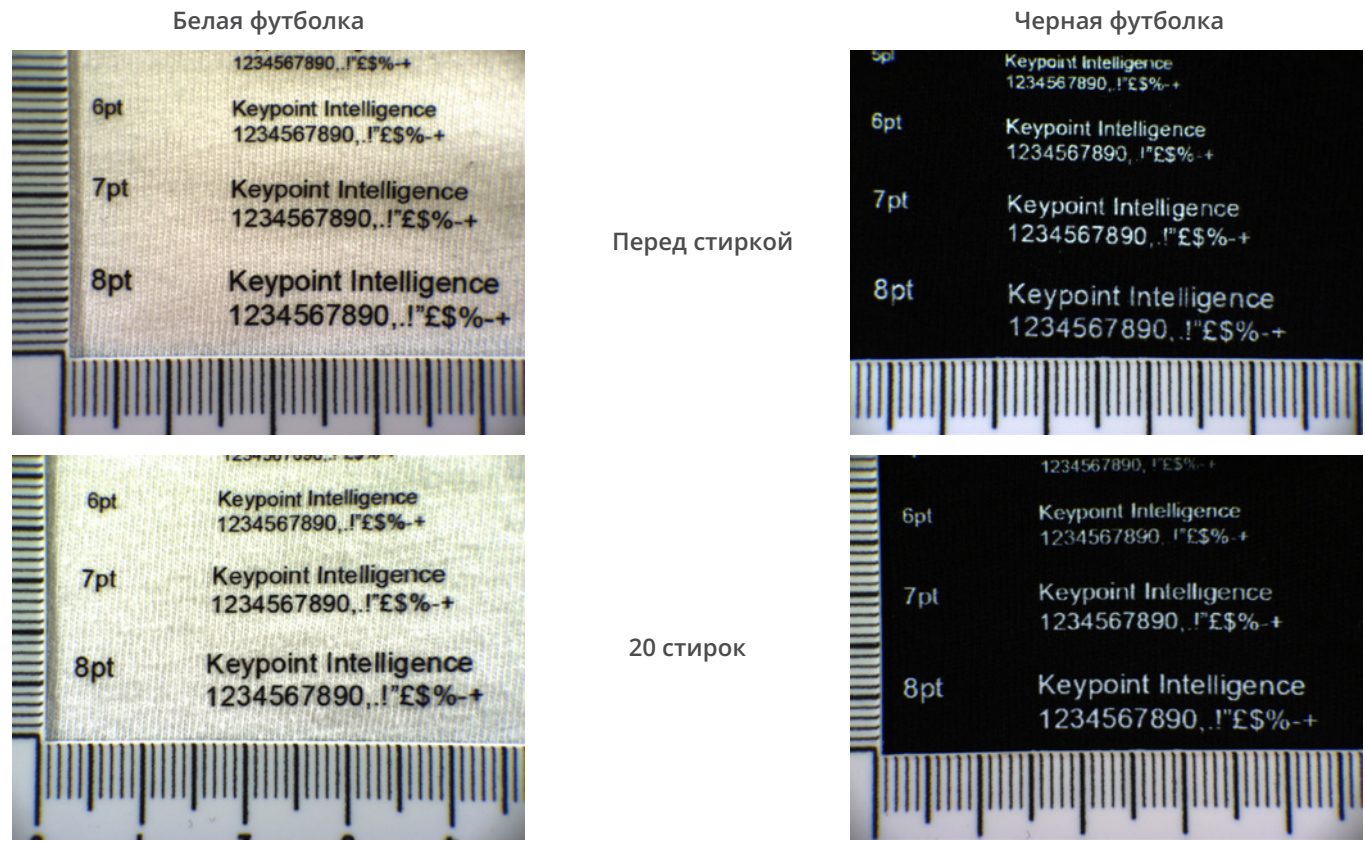 Белая футболка
Черная футболка
1234567890,.!"£$%-+
6pt
Keypoint Intelligence
1234567890,.!"£$%-+
7pt
Keypoint Intelligence
1234567890,.!"£$%-+
8pt
Keypoint Intelligence
1234567890,.!"£$%-+
Перед стиркой
5pt
Keypoint Intelligence
1234567890,.!"£$%-+
6pt
Keypoint Intelligence
1234567890,.!"£$%-+
7pt
Keypoint Intelligence
1234567890,.!"£$%-+
8pt
Keypoint Intelligence
1234567890,.!"£$%-+
6pt
Keypoint Intelligence
1234567890,.!"£$%-+
7pt
Keypoint Intelligence
1234567890,.!"£$%-+
8pt
Keypoint Intelligence
1234567890,.!"£$%-+
20 стирок
1234567890,.!"£$%-+
6pt
Keypoint Intelligence
1234567890,.!"£$%-+
7pt
Keypoint Intelligence
1234567890,.!"£$%-+
8pt
Keypoint Intelligence
1234567890,.!"£$%-+